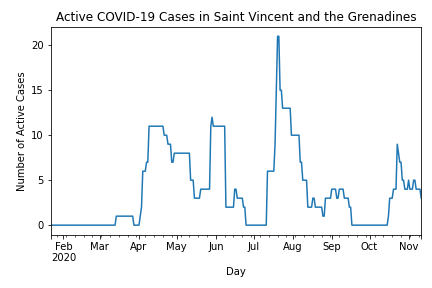 Active COVID-19 Cases in Saint Vincent and the Grenadines
Number of Active Cases
20
15
10
5
0
Feb Mar Apr May Jun Jul Aug Sep Oct Nov
2020
Day